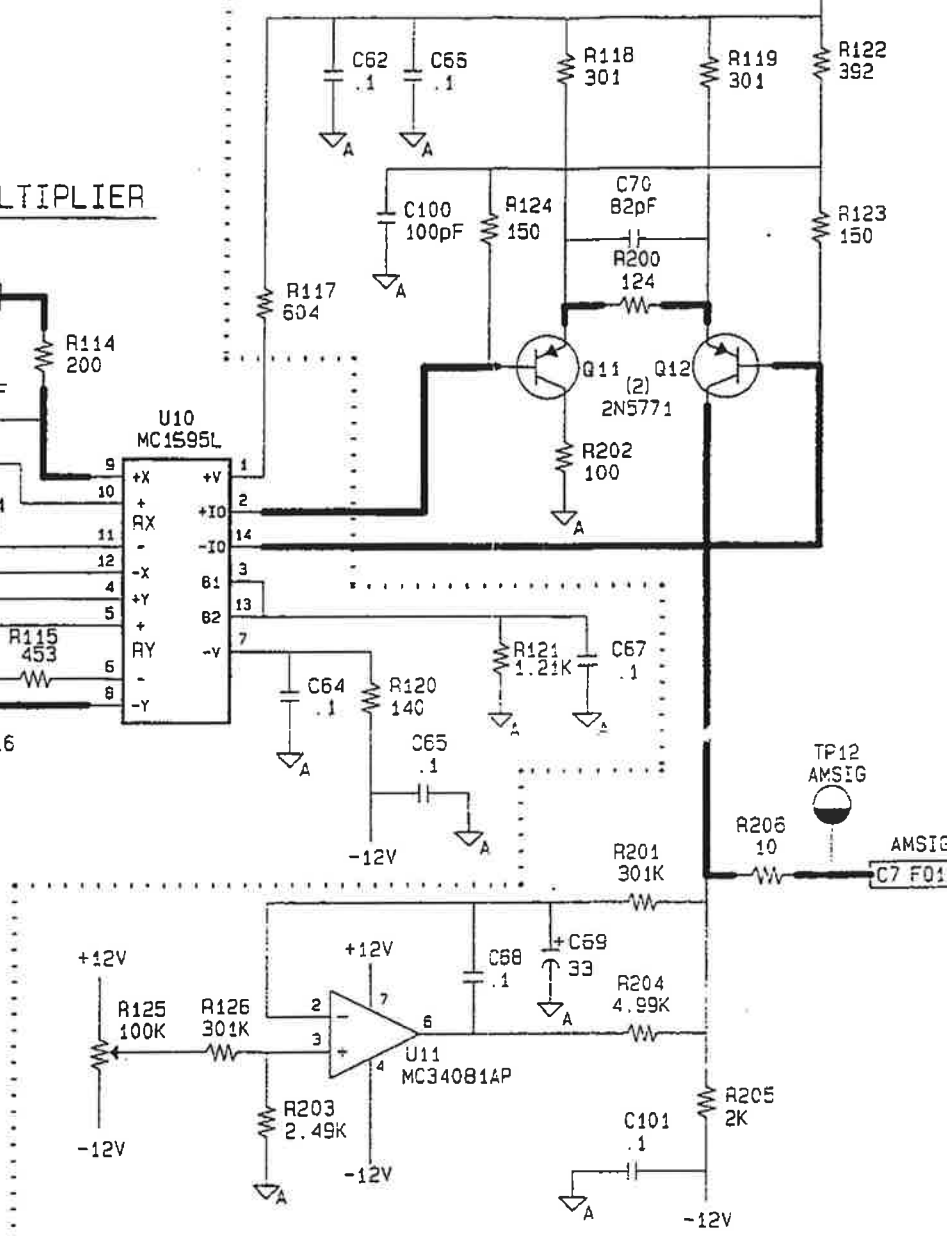 C62
.1
C66
.1
R118
301
R119
301
R122
392
LTIPLIER
C100
100pF
R124
150
C70
82pF
R123
150
A
A
A
R200
124
R117
604
R114
200
Q11
Q12
(2)
2N5771
F
U10
MC1595L
R202
100
A
9
+X
+V
1
10
+
+IO
2
RX
11
-
-IO
14
12
-X
B1
3
4
+Y
B2
13
5
+
R115
453
RY
-V
7
6
-
8
-Y
R121
1.21K
C67
.1
A
A
C64
.1
A
R120
140
C65
.1
A
-12V
TP12
AMSIG
R206
10
AMSIG
C7 F01
R201
301K
+12V
+12V
C68
.1
+
C69
33
A
R125
100K
R126
301K
R204
4.99K
2
-
7
6
3
+
4
U11
MC34081AP
R203
2.49K
A
-12V
-12V
R205
2K
C101
.1
A
-12V